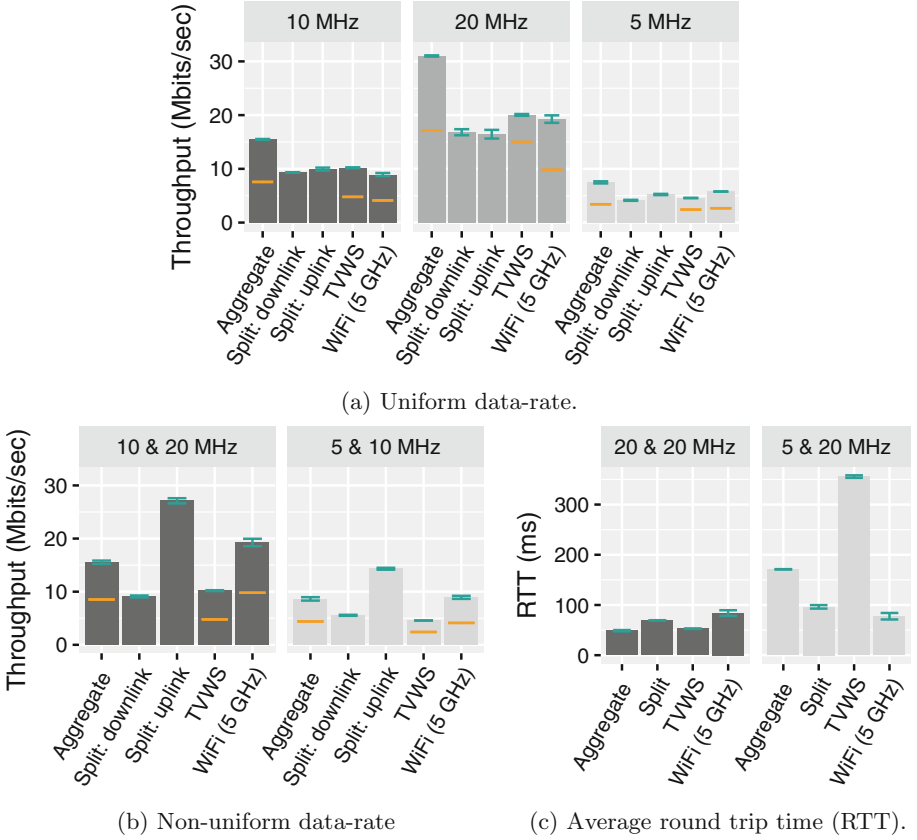 10 MHz
20 MHz
5 MHz
Throughput (Mbits/sec)
30
20
10
0
Aggregate
Split: downlink
Split: uplink
TVWS
WiFi (5 GHz)
Aggregate
Split: downlink
Split: uplink
TVWS
WiFi (5 GHz)
Aggregate
Split: downlink
Split: uplink
TVWS
WiFi (5 GHz)
(a) Uniform data-rate.
10 & 20 MHz
5 & 10 MHz
Throughput (Mbits/sec)
30
20
10
0
Aggregate
Split: downlink
Split: uplink
TVWS
WiFi (5 GHz)
Aggregate
Split: downlink
Split: uplink
TVWS
WiFi (5 GHz)
(b) Non-uniform data-rate
20 & 20 MHz
5 & 20 MHz
RTT (ms)
300
200
100
0
Aggregate
Split
TVWS
WiFi (5 GHz)
Aggregate
Split
TVWS
WiFi (5 GHz)
(c) Average round trip time (RTT).